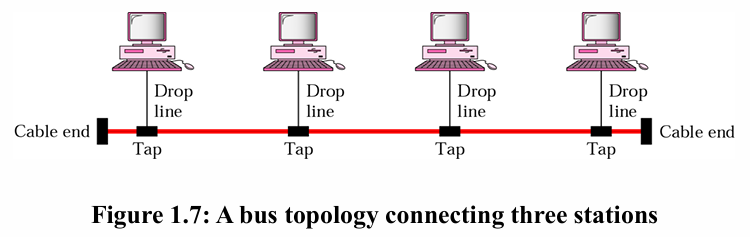 Drop Drop Drop Drop
line line line line
Cable end Cable end
Tap Tap Tap Tap
Figure 1.7: A bus topology connecting three stations